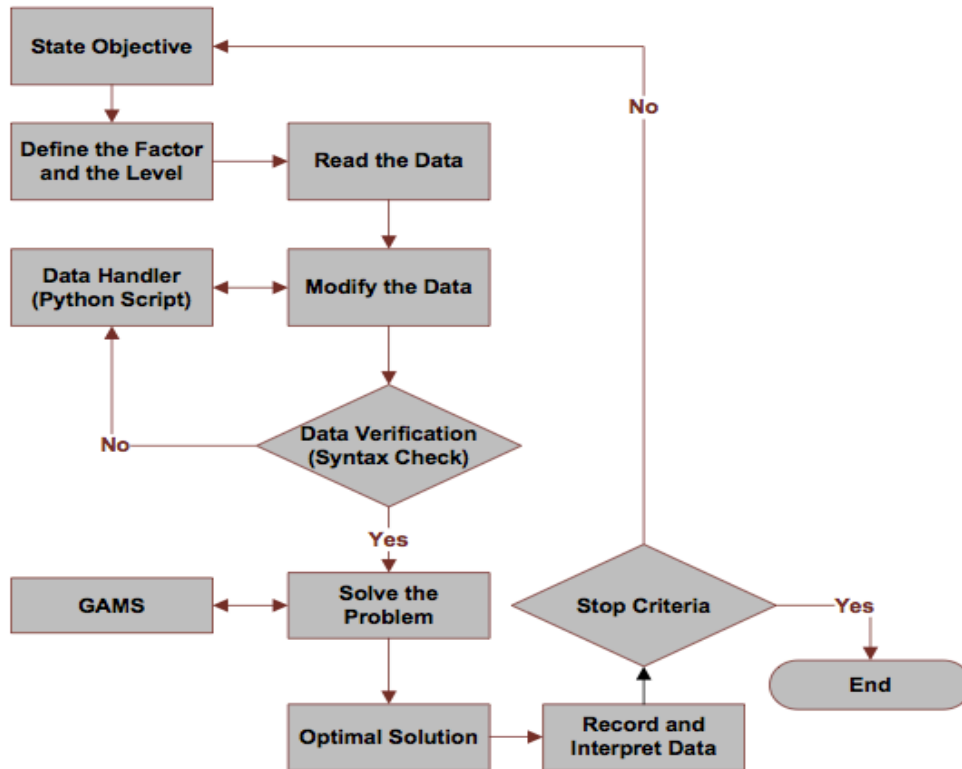 State Objective
No
Define the Factor
and the Level
Read the Data
Data Handler
(Python Script)
Modify the Data
Data Verification
(Syntax Check)
No
Yes
GAMS
Solve the
Problem
Stop Criteria
Yes
End
Optimal Solution
Record and
Interpret Data